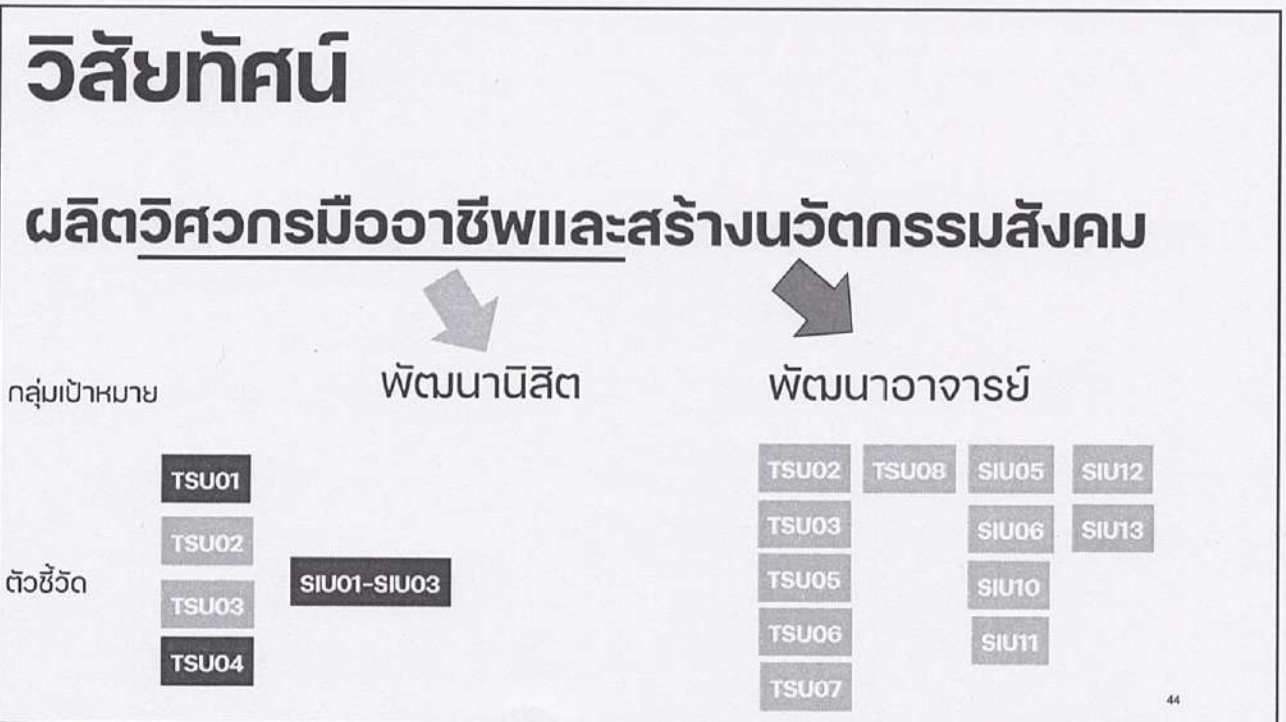 วิสัยทัศน์
ผลิตวิศวกรมืออาชีพและสร้างนวัตกรรมสังคม
กลุ่มเป้าหมาย พัฒนานิสิต พัฒนาอาจารย์
TSU01
TSU02
TSU03
TSU04
SIU01-SIU03
ตัวชี้วัด
TSU02 TSU08 SIU05 SIU12
TSU03 SIU06 SIU13
TSU05 SIU10
TSU06 SIU11
TSU07
44